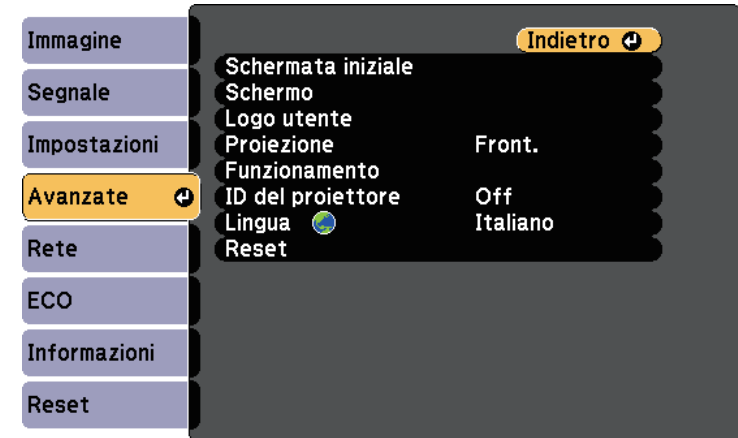 Immagine
Segnale
Impostazioni
Avanzate
Rete
ECO
Informazioni
Reset
Indietro
Schermata iniziale
Schermo
Logo utente
Proiezione Front.
Funzionamento
ID del proiettore Off
Lingua Italiano
Reset